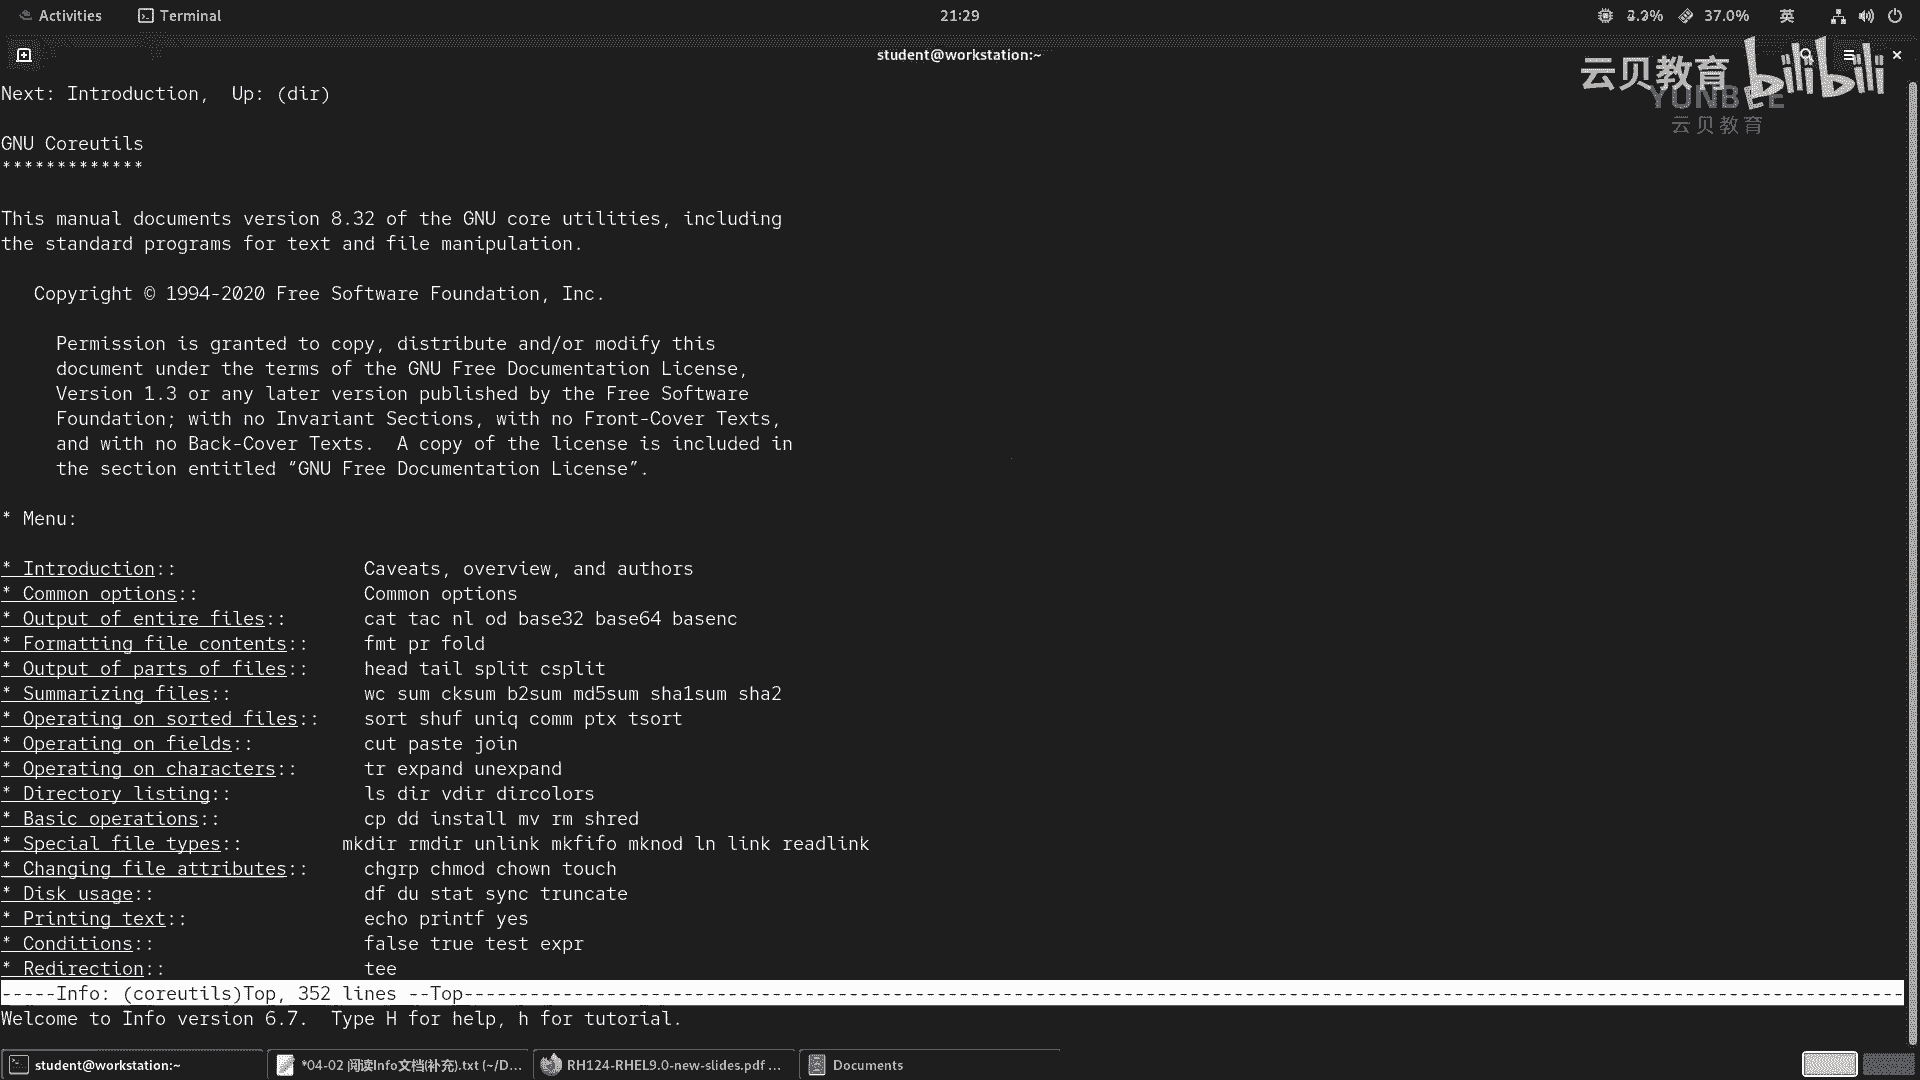 Activities
Terminal
21:29
37.0%
英
student@workstation:~
云贝教育
bilibili
云贝教育
Next: Introduction,  Up: (dir)
GNU Coreutils
*************
This manual documents version 8.32 of the GNU core utilities, including
the standard programs for text and file manipulation.
Copyright © 1994-2020 Free Software Foundation, Inc.
Permission is granted to copy, distribute and/or modify this
document under the terms of the GNU Free Documentation License,
Version 1.3 or any later version published by the Free Software
Foundation; with no Invariant Sections, with no Front-Cover Texts,
and with no Back-Cover Texts.  A copy of the license is included in
the section entitled “GNU Free Documentation License”.
* Menu:
* Introduction::                 Caveats, overview, and authors
* Common options::               Common options
* Output of entire files::       cat tac nl od base32 base64 basenc
* Formatting file contents::     fmt pr fold
* Output of parts of files::     head tail split csplit
* Summarizing files::            wc sum cksum b2sum md5sum sha1sum sha2
* Operating on sorted files::    sort shuf uniq comm ptx tsort
* Operating on fields::          cut paste join
* Operating on characters::      tr expand unexpand
* Directory listing::            ls dir vdir dircolors
* Basic operations::             cp dd install mv rm shred
* Special file types::         mkdir rmdir unlink mkfifo mknod ln link readlink
* Changing file attributes::     chgrp chmod chown touch
* Disk usage::                   df du stat sync truncate
* Printing text::                echo printf yes
* Conditions::                   false true test expr
* Redirection::                  tee
-----Info: (coreutils)Top, 352 lines --Top-----------------------------------------------------------------------------------------------------------------------------------
Welcome to Info version 6.7.  Type H for help, h for tutorial.
student@workstation:~
*04-02 阅读Info文档(补充).txt (~/D...
RH124-RHEL9.0-new-slides.pdf ...
Documents